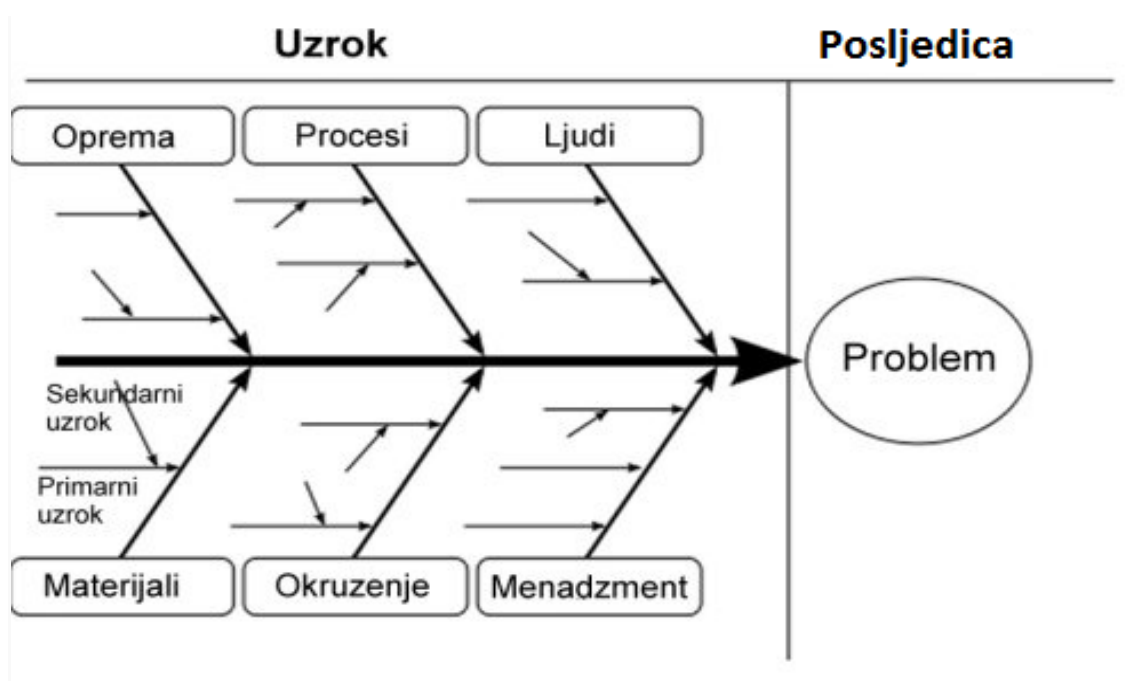 Uzrok
Posljedica
Oprema
Procesi
Ljudi
Problem
Sekundarni
uzrok
Primarni
uzrok
Materijali
Okruzenje
Menadzment